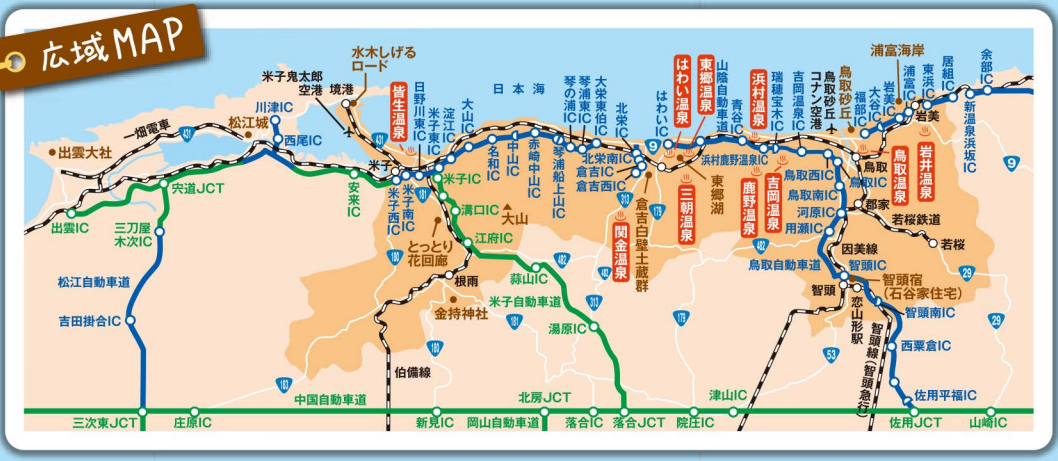 広域MAP
水木しげる
ロード
米子鬼太郎
空港
境港
皆生温泉
日野川東IC
米子東IC
淀江IC
大山IC
名和IC
中山IC
赤碕中山IC
日本海
琴浦船上山IC
琴の浦IC
琴浦東IC
大栄東伯IC
北栄IC
北栄南IC
倉吉IC
倉吉西IC
はわいIC
はわい温泉
東郷温泉
山陰自動車道
青谷IC
浜村温泉
浜村鹿野温泉IC
瑞穂宝木IC
吉岡温泉IC
鳥取砂丘
コナン空港
鳥取砂丘
福部IC
大谷IC
岩美IC
浦富海岸
浦富IC
東浜IC
居組IC
余部IC
新温泉浜坂IC
岩美
岩井温泉
鳥取温泉
鳥取
鳥取IC
鳥取西IC
鳥取南IC
河原IC
用瀬IC
郡家
若桜鉄道
若桜
因美線
鳥取自動車道
智頭IC
智頭
智頭宿
(石谷家住宅)
恋山形駅
智頭南IC
智頭線(智頭急行)
西粟倉IC
佐用平福IC
佐用JCT
山崎IC
吉岡温泉
鹿野温泉
三朝温泉
東郷湖
倉吉白壁土蔵群
関金温泉
一畑電車
431
川津IC
松江城
西尾IC
出雲大社
宍道JCT
出雲IC
三刀屋
木次IC
松江自動車道
吉田掛合IC
三次東JCT
庄原IC
安来IC
米子
431
米子西IC
米子南IC
181
米子IC
溝口IC
大山
とっとり
花回廊
江府IC
根雨
金持神社
蒜山IC
米子自動車道
湯原IC
伯備線
中国自動車道
新見IC
岡山自動車道
北房JCT
落合IC
落合JCT
院庄IC
津山IC
180
180
183
181
482
482
313
313
179
179
482
53
9
9
29
29